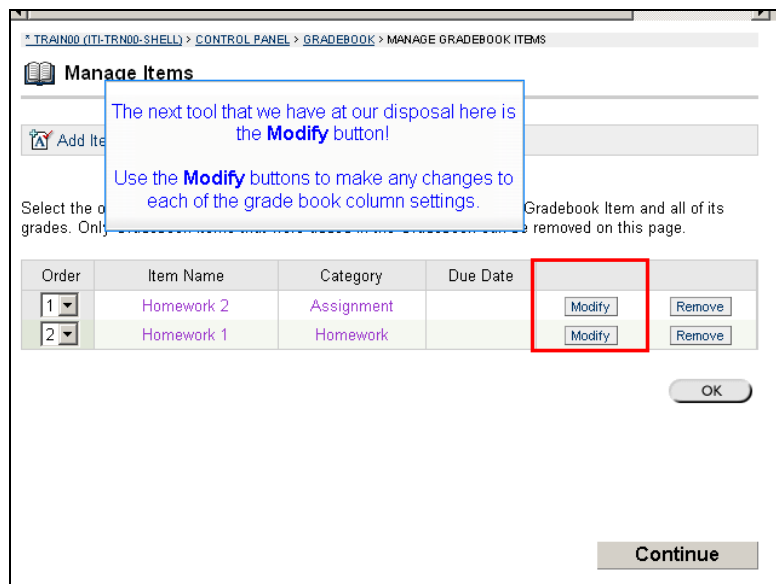 * TRAIN00 (ITI-TRN00-SHELL) > CONTROL PANEL > GRADEBOOK > MANAGE GRADEBOOK ITEMS
Manage Items
The next tool that we have at our disposal here is
the Modify button!
Add Ite
Use the Modify buttons to make any changes to
each of the grade book column settings.
Select the o Gradebook Item and all of its
grades. Only removed on this page.
Order Item Name Category Due Date
1 Homework 2 Assignment Modify Remove
2 Homework 1 Homework Modify Remove
OK
Continue